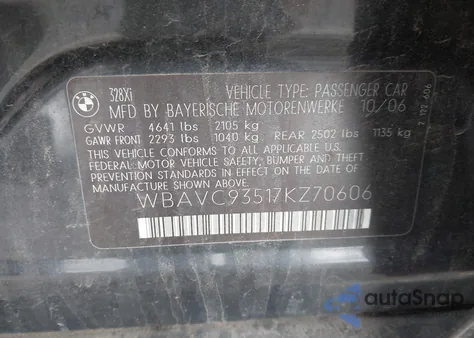 BMW
328Xi
VEHICLE TYPE: PASSENGER CAR
MFD BY BAYERISCHE MOTORENWERKE 10/06
GVWR 4641 lbs 2105 kg
GAWR FRONT 2293 lbs 1040 kg REAR 2502 lbs 1135 kg
THIS VEHICLE CONFORMS TO ALL APPLICABLE U.S.
FEDERAL MOTOR VEHICLE SAFETY, BUMPER AND THEFT
PREVENTION STANDARDS IN EFFECT ON THE DATE OF
MANUFACTURE SHOWN ABOVE.
WBAVC93517KZ70606
autaSnap